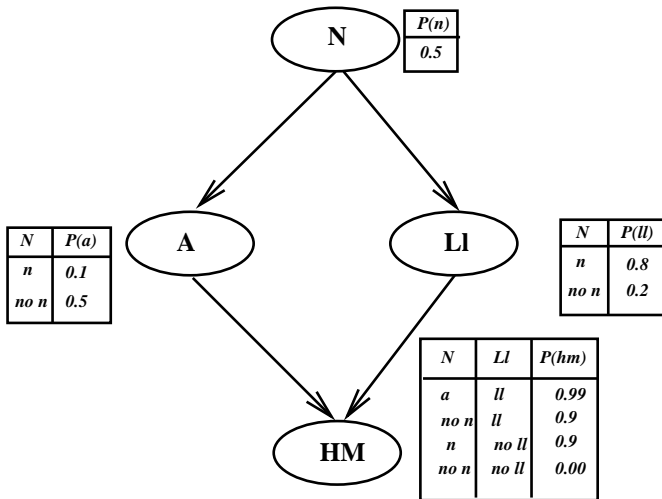 N
P(n)
0.5
A
Ll
N P(a)
n 0.1
no n 0.5
N P(ll)
n 0.8
no n 0.2
HM
N Ll P(hm)
a ll 0.99
no n ll 0.9
n no ll 0.9
no n no ll 0.00